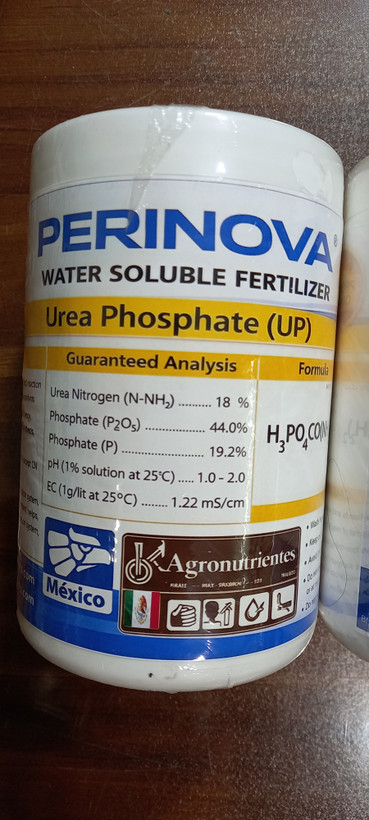 PERINOVA®
WATER SOLUBLE FERTILIZER
Urea Phosphate (UP)
Guaranteed Analysis
Formula
Urea Nitrogen (N-NH₂) .......... 18 %
Phosphate (P₂O₅) ............... 44.0%
Phosphate (P) .................... 19.2%
pH (1% solution at 25℃) ..... 1.0 - 2.0
EC (1g/lit at 25ºC) ........ 1.22 mS/cm
H₃PO₄CO(N
México
Agronutrientes